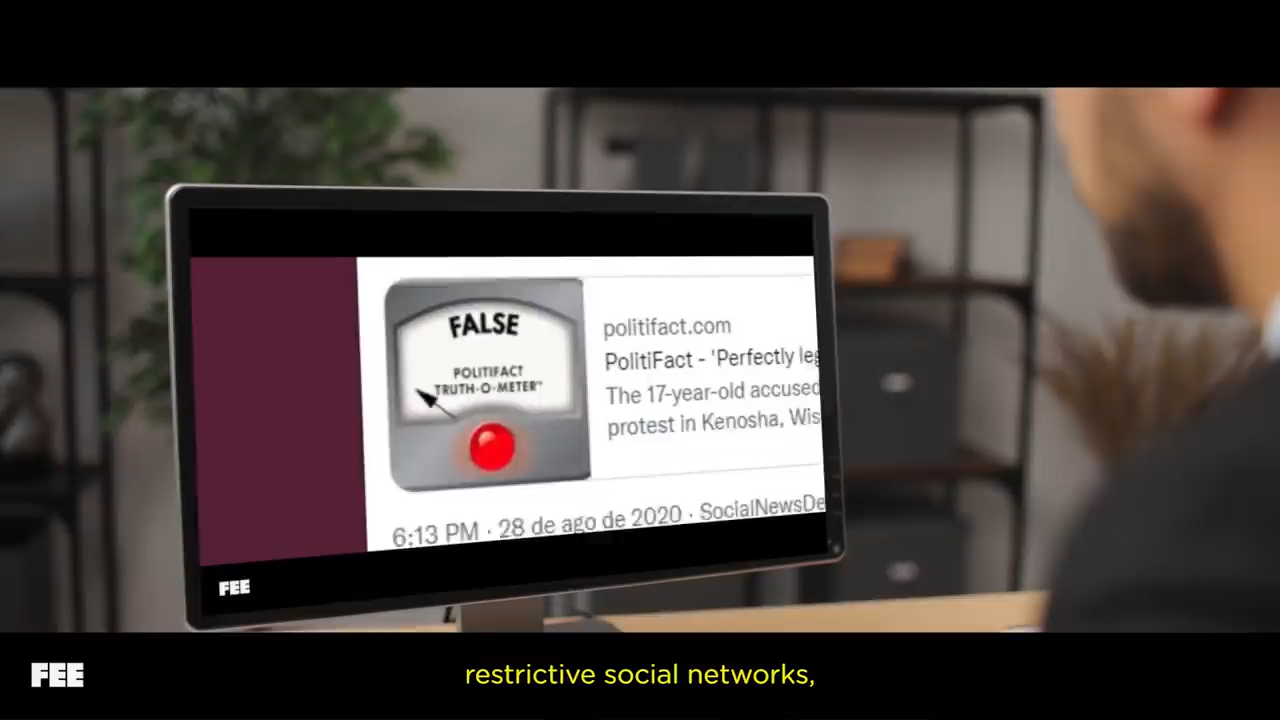 FALSE
POLITIFACT
TRUTH-O-METER™
politifact.com
PolitiFact - 'Perfectly leg
The 17-year-old accused
protest in Kenosha, Wis
6:13 PM · 28 de ago de 2020 · SocialNewsDe
FEE
FEE
restrictive social networks,